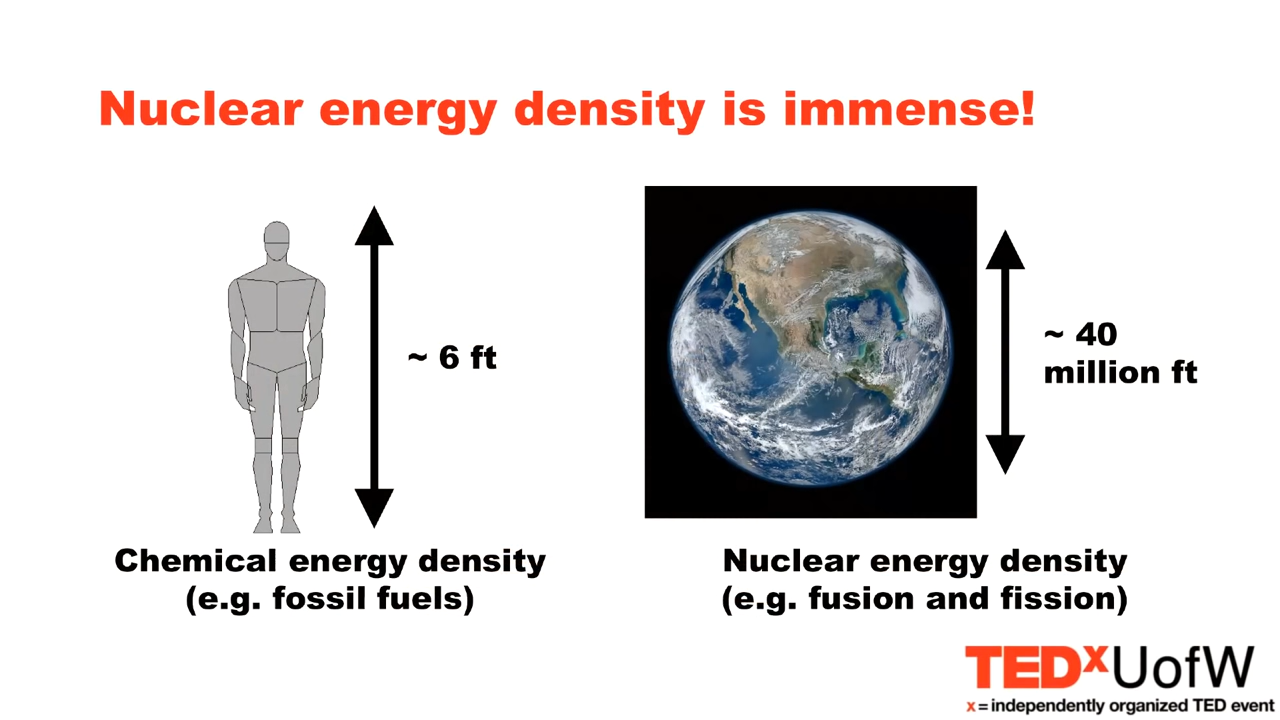 Nuclear energy density is immense!
~ 6 ft
~ 40
million ft
Chemical energy density
(e.g. fossil fuels)
Nuclear energy density
(e.g. fusion and fission)
TEDxUofW
x = independently organized TED event